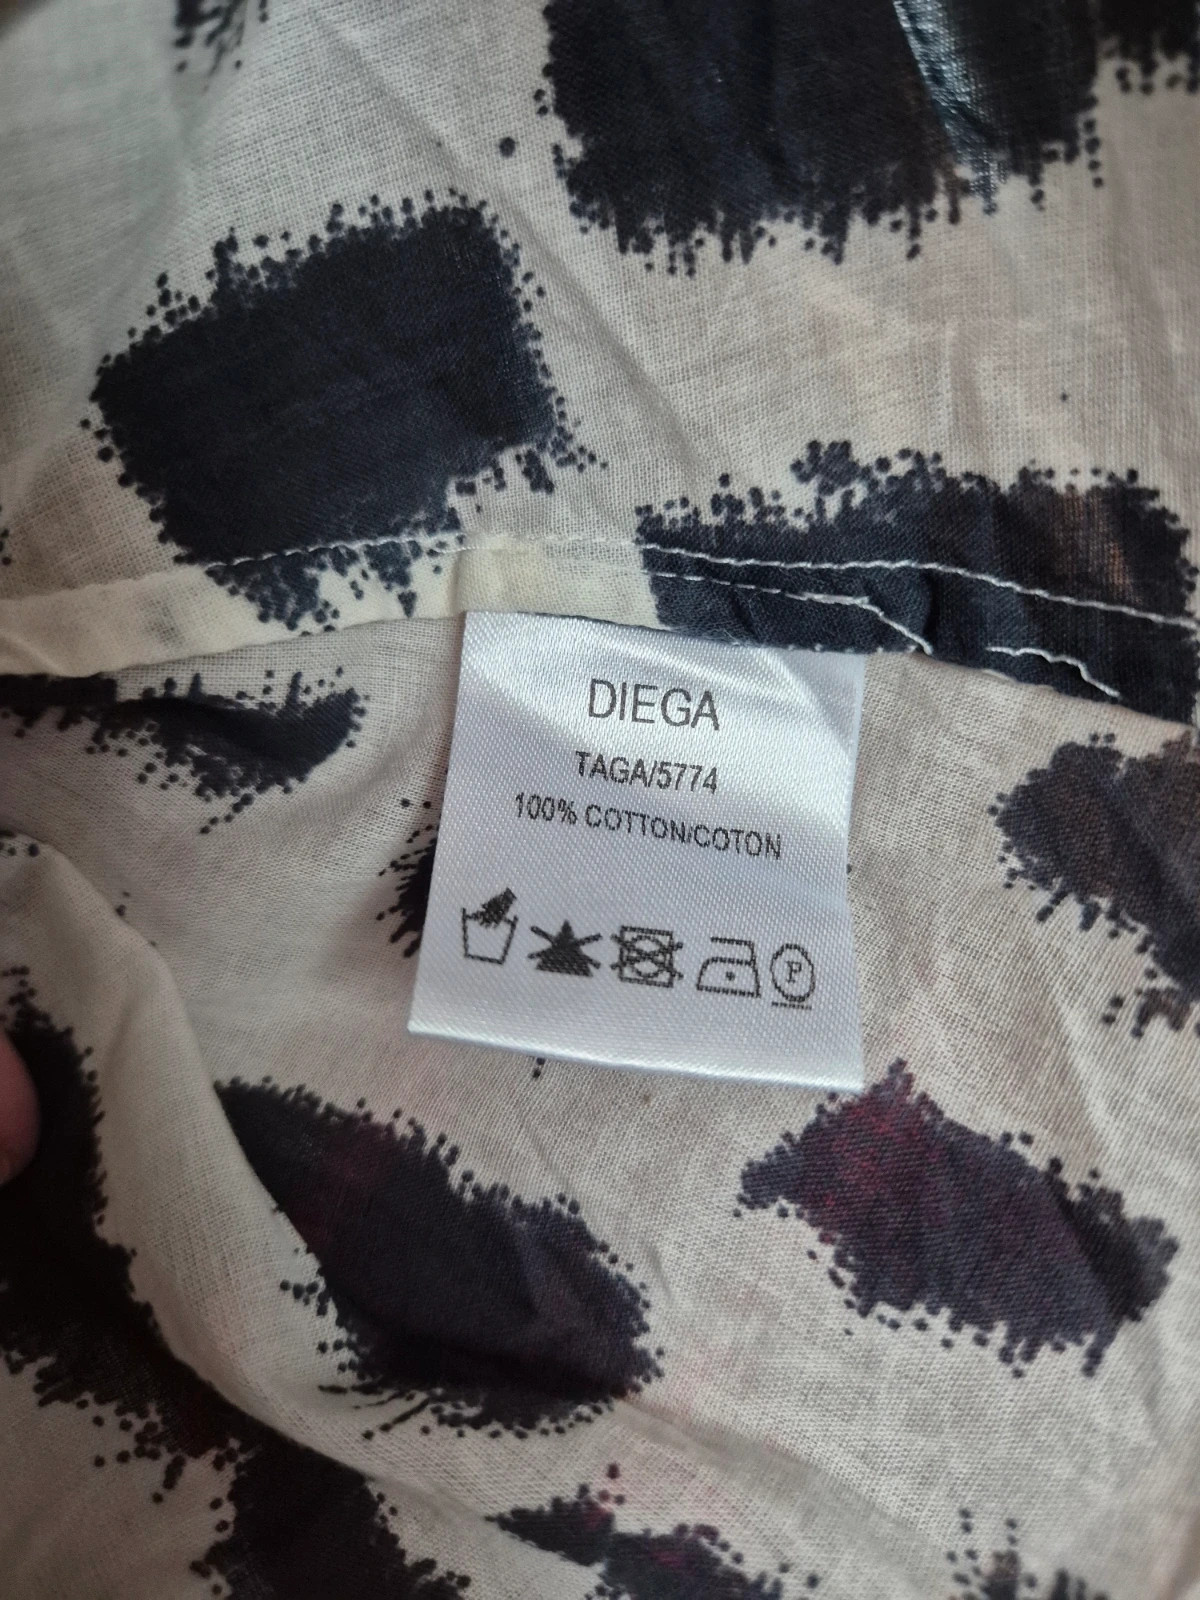 DIEGA
TAGA/5774
100% COTTON/COTON
P